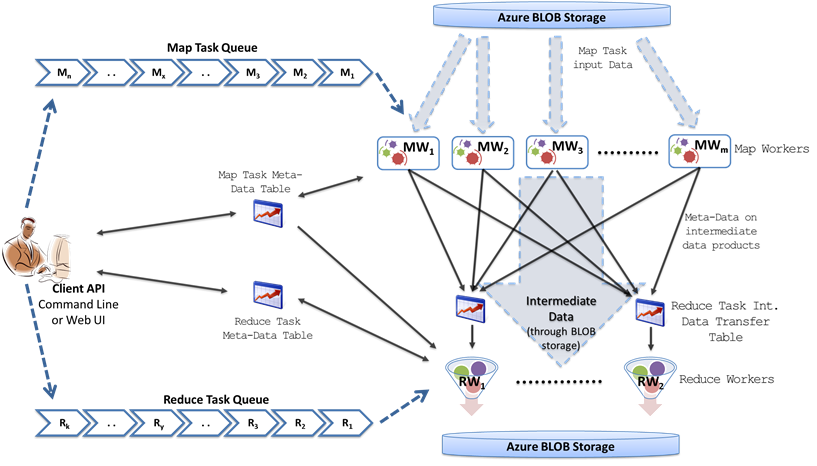 Azure BLOB Storage
Map Task Queue
Map Task
input Data
Mn
. .
Mx
. .
M3
M2
M1
MW1
MW2
MW3
MWm
Map Workers
Map Task Meta-
Data Table
Meta-Data on
intermediate
data products
Client API
Command Line
or Web UI
Intermediate
Data
(through BLOB
storage)
Reduce Task Int.
Data Transfer
Table
Reduce Task
Meta-Data Table
RW1
RW2
Reduce Workers
Reduce Task Queue
Rk
. .
Ry
. .
R3
R2
R1
Azure BLOB Storage